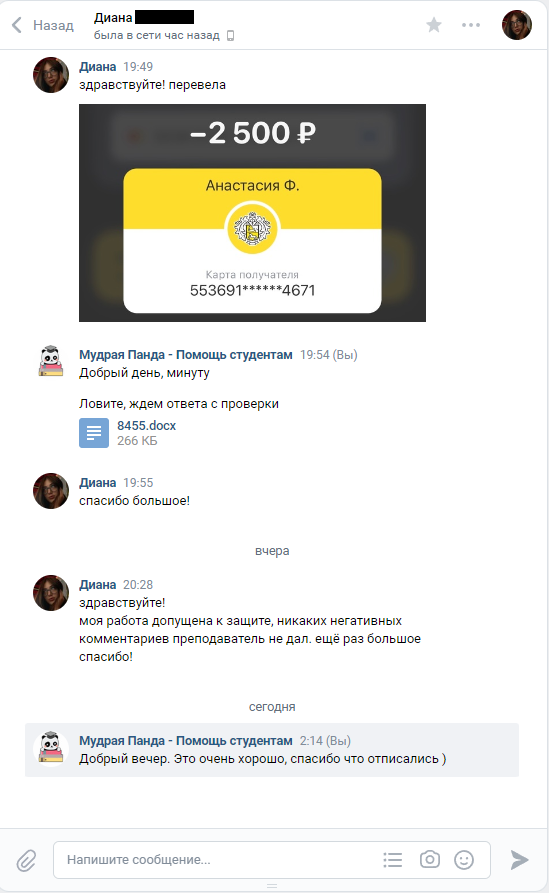 Назад
Диана
была в сети час назад
Диана 19:49
здравствуйте! перевела
−2 500 ₽
Анастасия Ф.
Карта получателя
553691******4671
Мудрая Панда - Помощь студентам 19:54 (Вы)
Добрый день, минуту
Ловите, ждем ответа с проверки
8455.docx
266 КБ
Диана 19:55
спасибо большое!
вчера
Диана 20:28
здравствуйте!
моя работа допущена к защите, никаких негативных
комментариев преподаватель не дал. ещё раз большое
спасибо!
сегодня
Мудрая Панда - Помощь студентам 2:14 (Вы)
Добрый вечер. Это очень хорошо, спасибо что отписались )
Напишите сообщение...